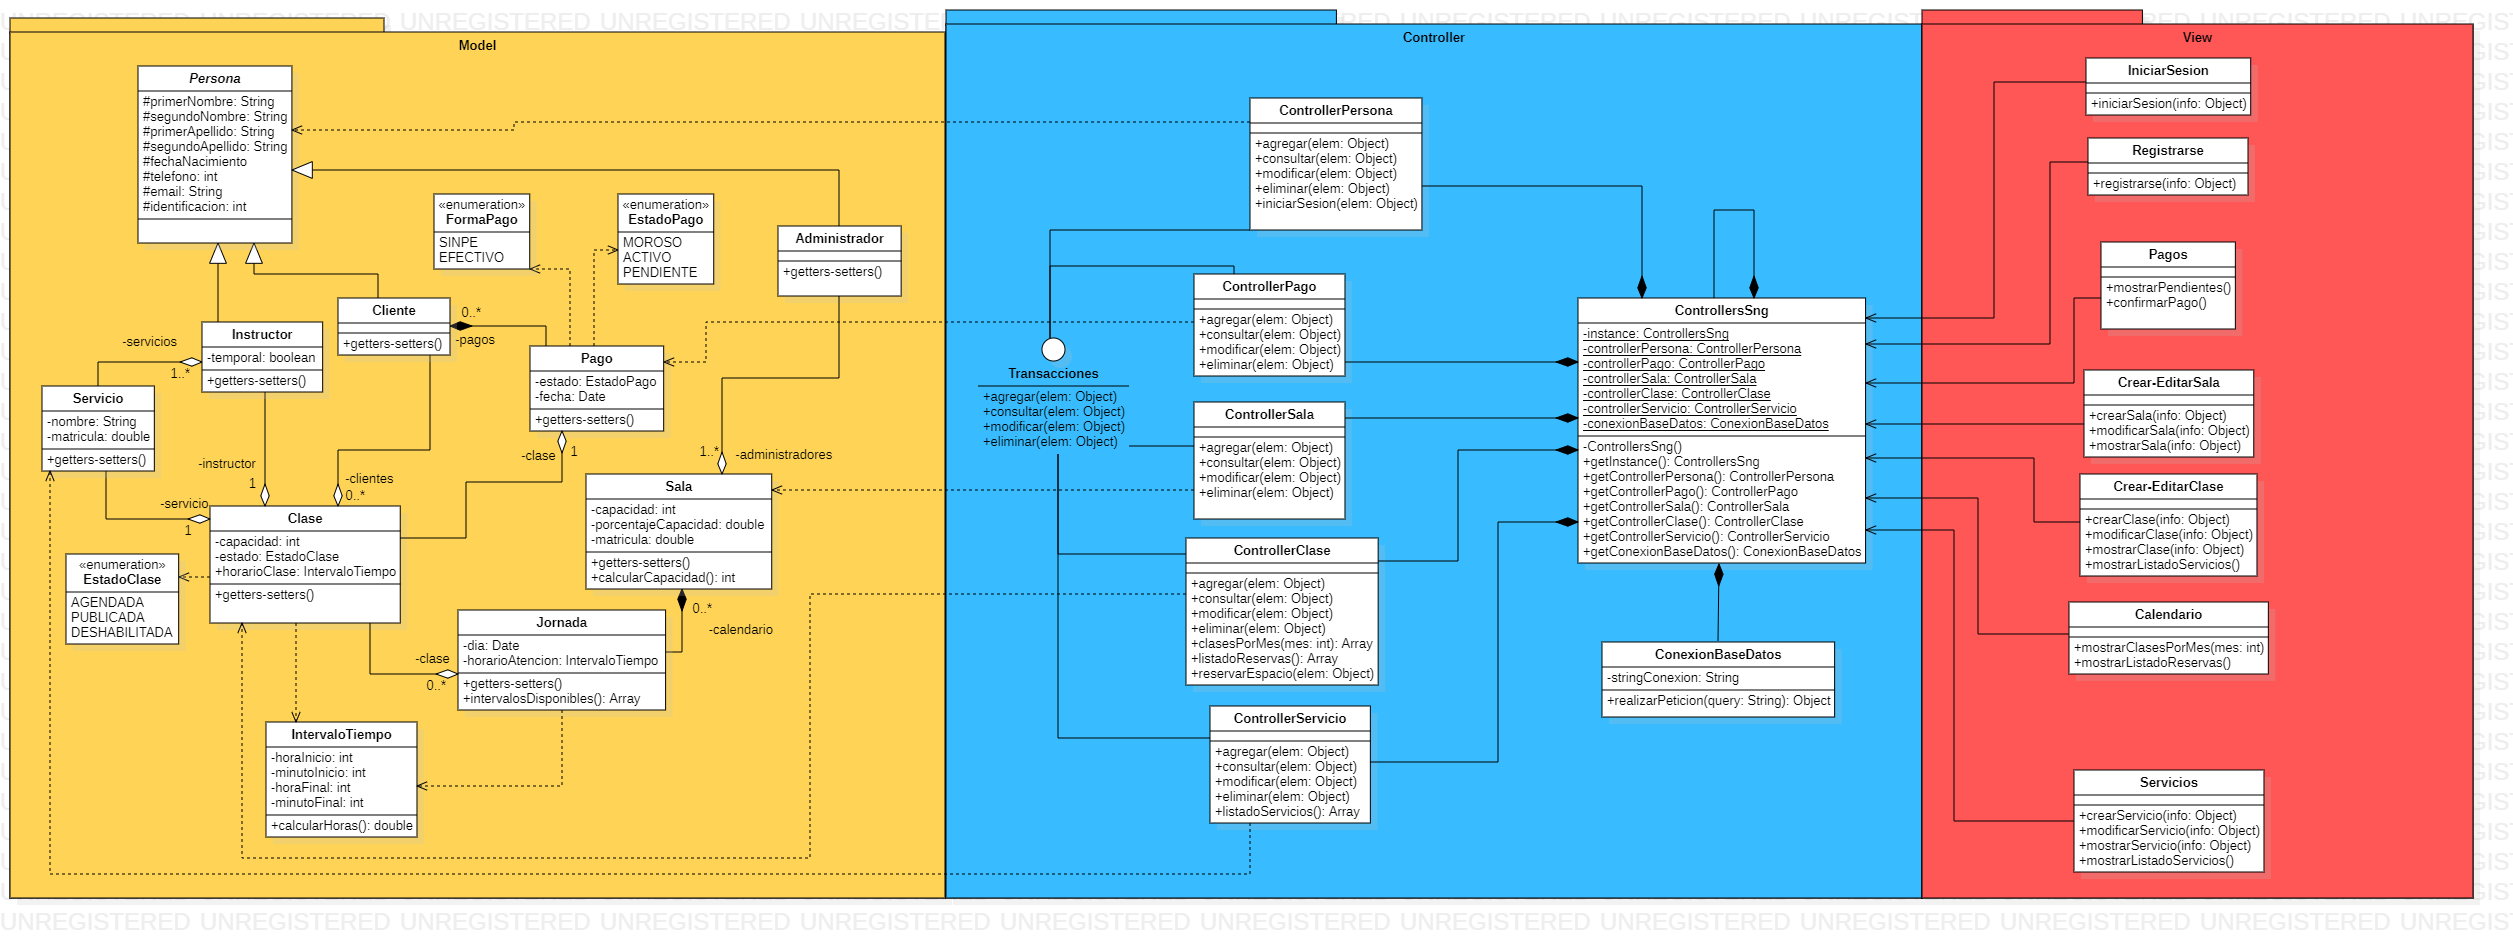 Model
Persona
#primerNombre: String
#segundoNombre: String
#primerApellido: String
#segundoApellido: String
#fechaNacimiento
#telefono: int
#email: String
#identificacion: int
«enumeration»
FormaPago
SINPE
EFECTIVO
«enumeration»
EstadoPago
MOROSO
ACTIVO
PENDIENTE
Administrador
+getters-setters()
Cliente
+getters-setters()
0..*
-pagos
Instructor
-temporal: boolean
+getters-setters()
-servicios
1..*
Servicio
-nombre: String
-matricula: double
+getters-setters()
Pago
-estado: EstadoPago
-fecha: Date
+getters-setters()
-clase
1
1..*
-administradores
-instructor
1
-clientes
0..*
-servicio
1
Clase
-capacidad: int
-estado: EstadoClase
+horarioClase: IntervaloTiempo
+getters-setters()
Sala
-capacidad: int
-porcentajeCapacidad: double
-matricula: double
+getters-setters()
+calcularCapacidad(): int
«enumeration»
EstadoClase
AGENDADA
PUBLICADA
DESHABILITADA
0..*
-calendario
Jornada
-dia: Date
-horarioAtencion: IntervaloTiempo
+getters-setters()
+intervalosDisponibles(): Array
-clase
0..*
IntervaloTiempo
-horaInicio: int
-minutoInicio: int
-horaFinal: int
-minutoFinal: int
+calcularHoras(): double
Controller
ControllerPersona
+agregar(elem: Object)
+consultar(elem: Object)
+modificar(elem: Object)
+eliminar(elem: Object)
+iniciarSesion(elem: Object)
ControllerPago
+agregar(elem: Object)
+consultar(elem: Object)
+modificar(elem: Object)
+eliminar(elem: Object)
Transacciones
+agregar(elem: Object)
+consultar(elem: Object)
+modificar(elem: Object)
+eliminar(elem: Object)
ControllerSala
+agregar(elem: Object)
+consultar(elem: Object)
+modificar(elem: Object)
+eliminar(elem: Object)
ControllerClase
+agregar(elem: Object)
+consultar(elem: Object)
+modificar(elem: Object)
+eliminar(elem: Object)
+clasesPorMes(mes: int): Array
+listadoReservas(): Array
+reservarEspacio(elem: Object)
ControllerServicio
+agregar(elem: Object)
+consultar(elem: Object)
+modificar(elem: Object)
+eliminar(elem: Object)
+listadoServicios(): Array
ControllersSng
-instance: ControllersSng
-controllerPersona: ControllerPersona
-controllerPago: ControllerPago
-controllerSala: ControllerSala
-controllerClase: ControllerClase
-controllerServicio: ControllerServicio
-conexionBaseDatos: ConexionBaseDatos
-ControllersSng()
+getInstance(): ControllersSng
+getControllerPersona(): ControllerPersona
+getControllerPago(): ControllerPago
+getControllerSala(): ControllerSala
+getControllerClase(): ControllerClase
+getControllerServicio(): ControllerServicio
+getConexionBaseDatos(): ConexionBaseDatos
ConexionBaseDatos
-stringConexion: String
+realizarPeticion(query: String): Object
View
IniciarSesion
+iniciarSesion(info: Object)
Registrarse
+registrarse(info: Object)
Pagos
+mostrarPendientes()
+confirmarPago()
Crear-EditarSala
+crearSala(info: Object)
+modificarSala(info: Object)
+mostrarSala(info: Object)
Crear-EditarClase
+crearClase(info: Object)
+modificarClase(info: Object)
+mostrarClase(info: Object)
+mostrarListadoServicios()
Calendario
+mostrarClasesPorMes(mes: int)
+mostrarListadoReservas()
Servicios
+crearServicio(info: Object)
+modificarServicio(info: Object)
+mostrarServicio(info: Object)
+mostrarListadoServicios()
UNREGISTERED UNREGISTERED UNREGISTERED UNREGISTERED UNREGISTERED UNREGISTERED UNREGISTERED UNREGISTERED UNREGISTERED UNREGISTERED UNREGISTERED UNREGISTERED